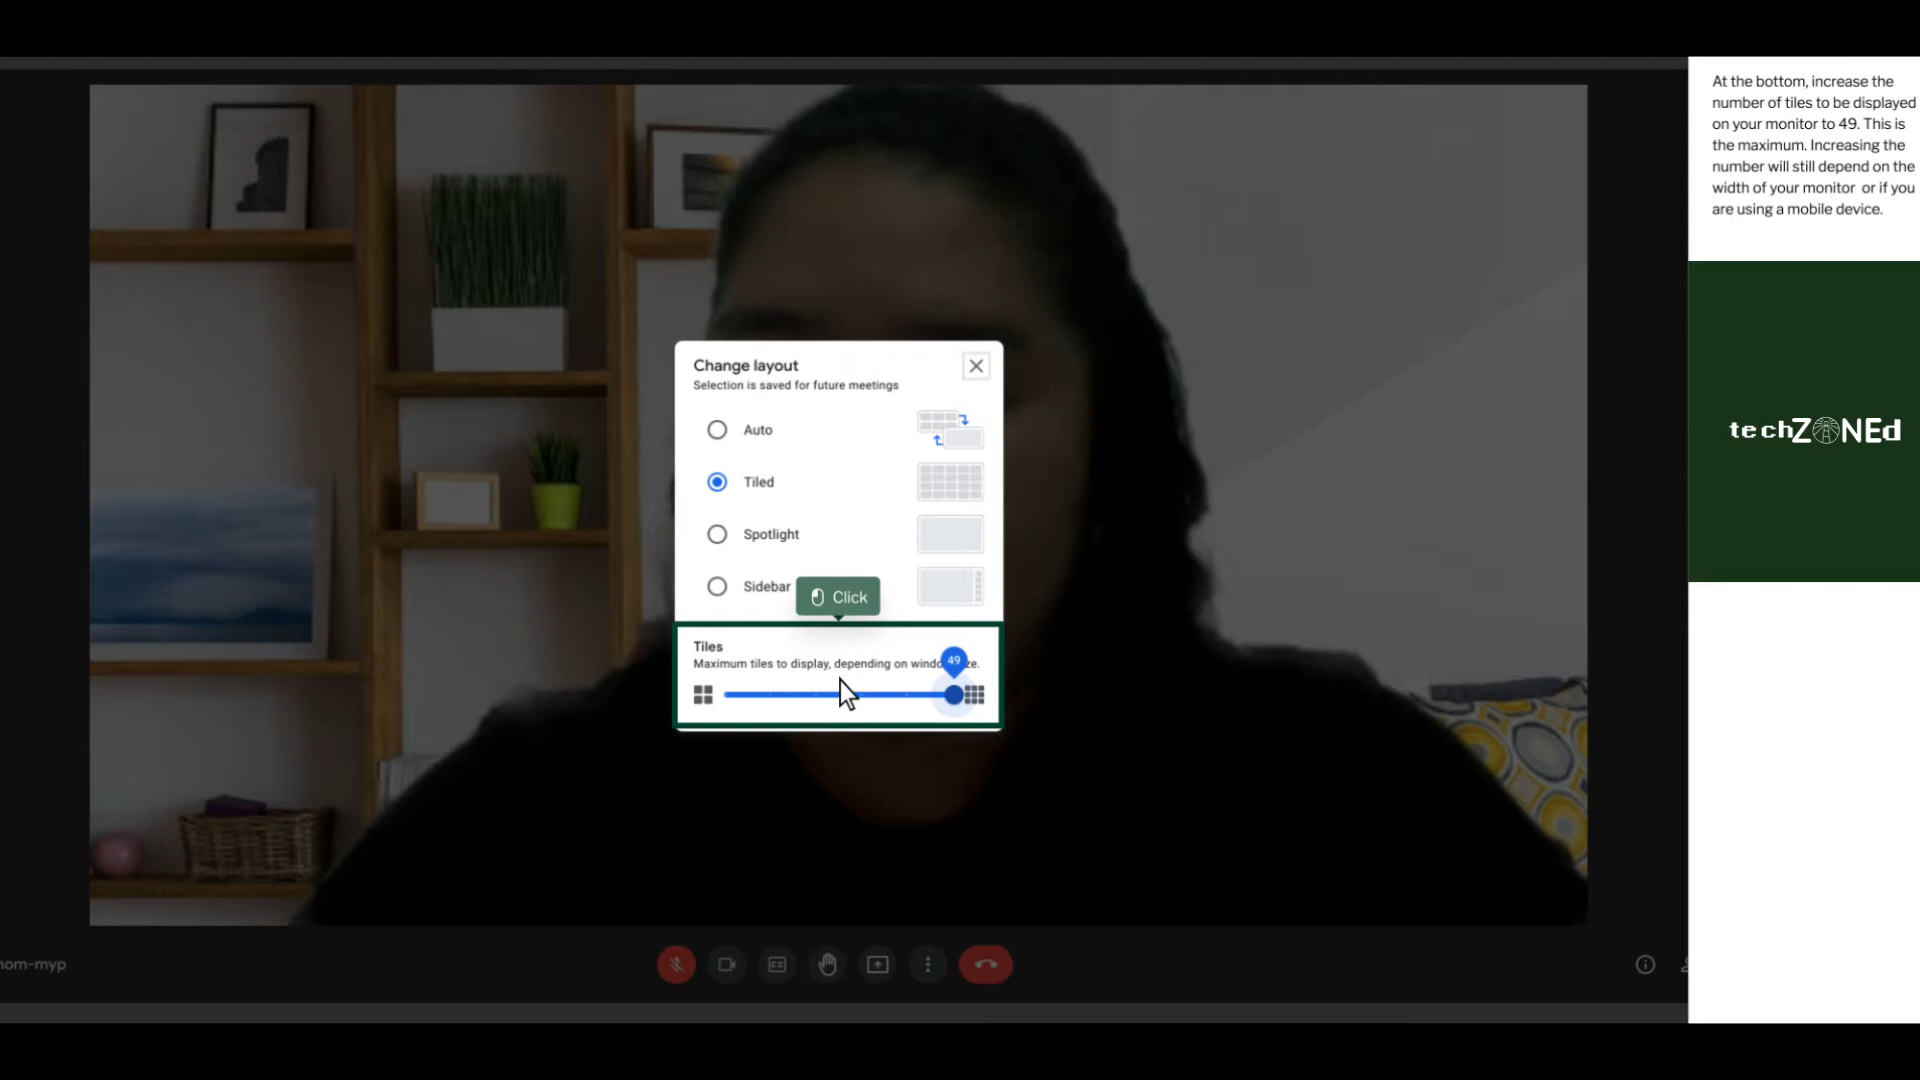 At the bottom, increase the
number of tiles to be displayed
on your monitor to 49. This is
the maximum. Increasing the
number will still depend on the
width of your monitor or if you
are using a mobile device.
Change layout
Selection is saved for future meetings
Auto
Tiled
Spotlight
Sidebar
Click
Tiles
Maximum tiles to display, depending on
49
techZONEd
nom-myp
CC